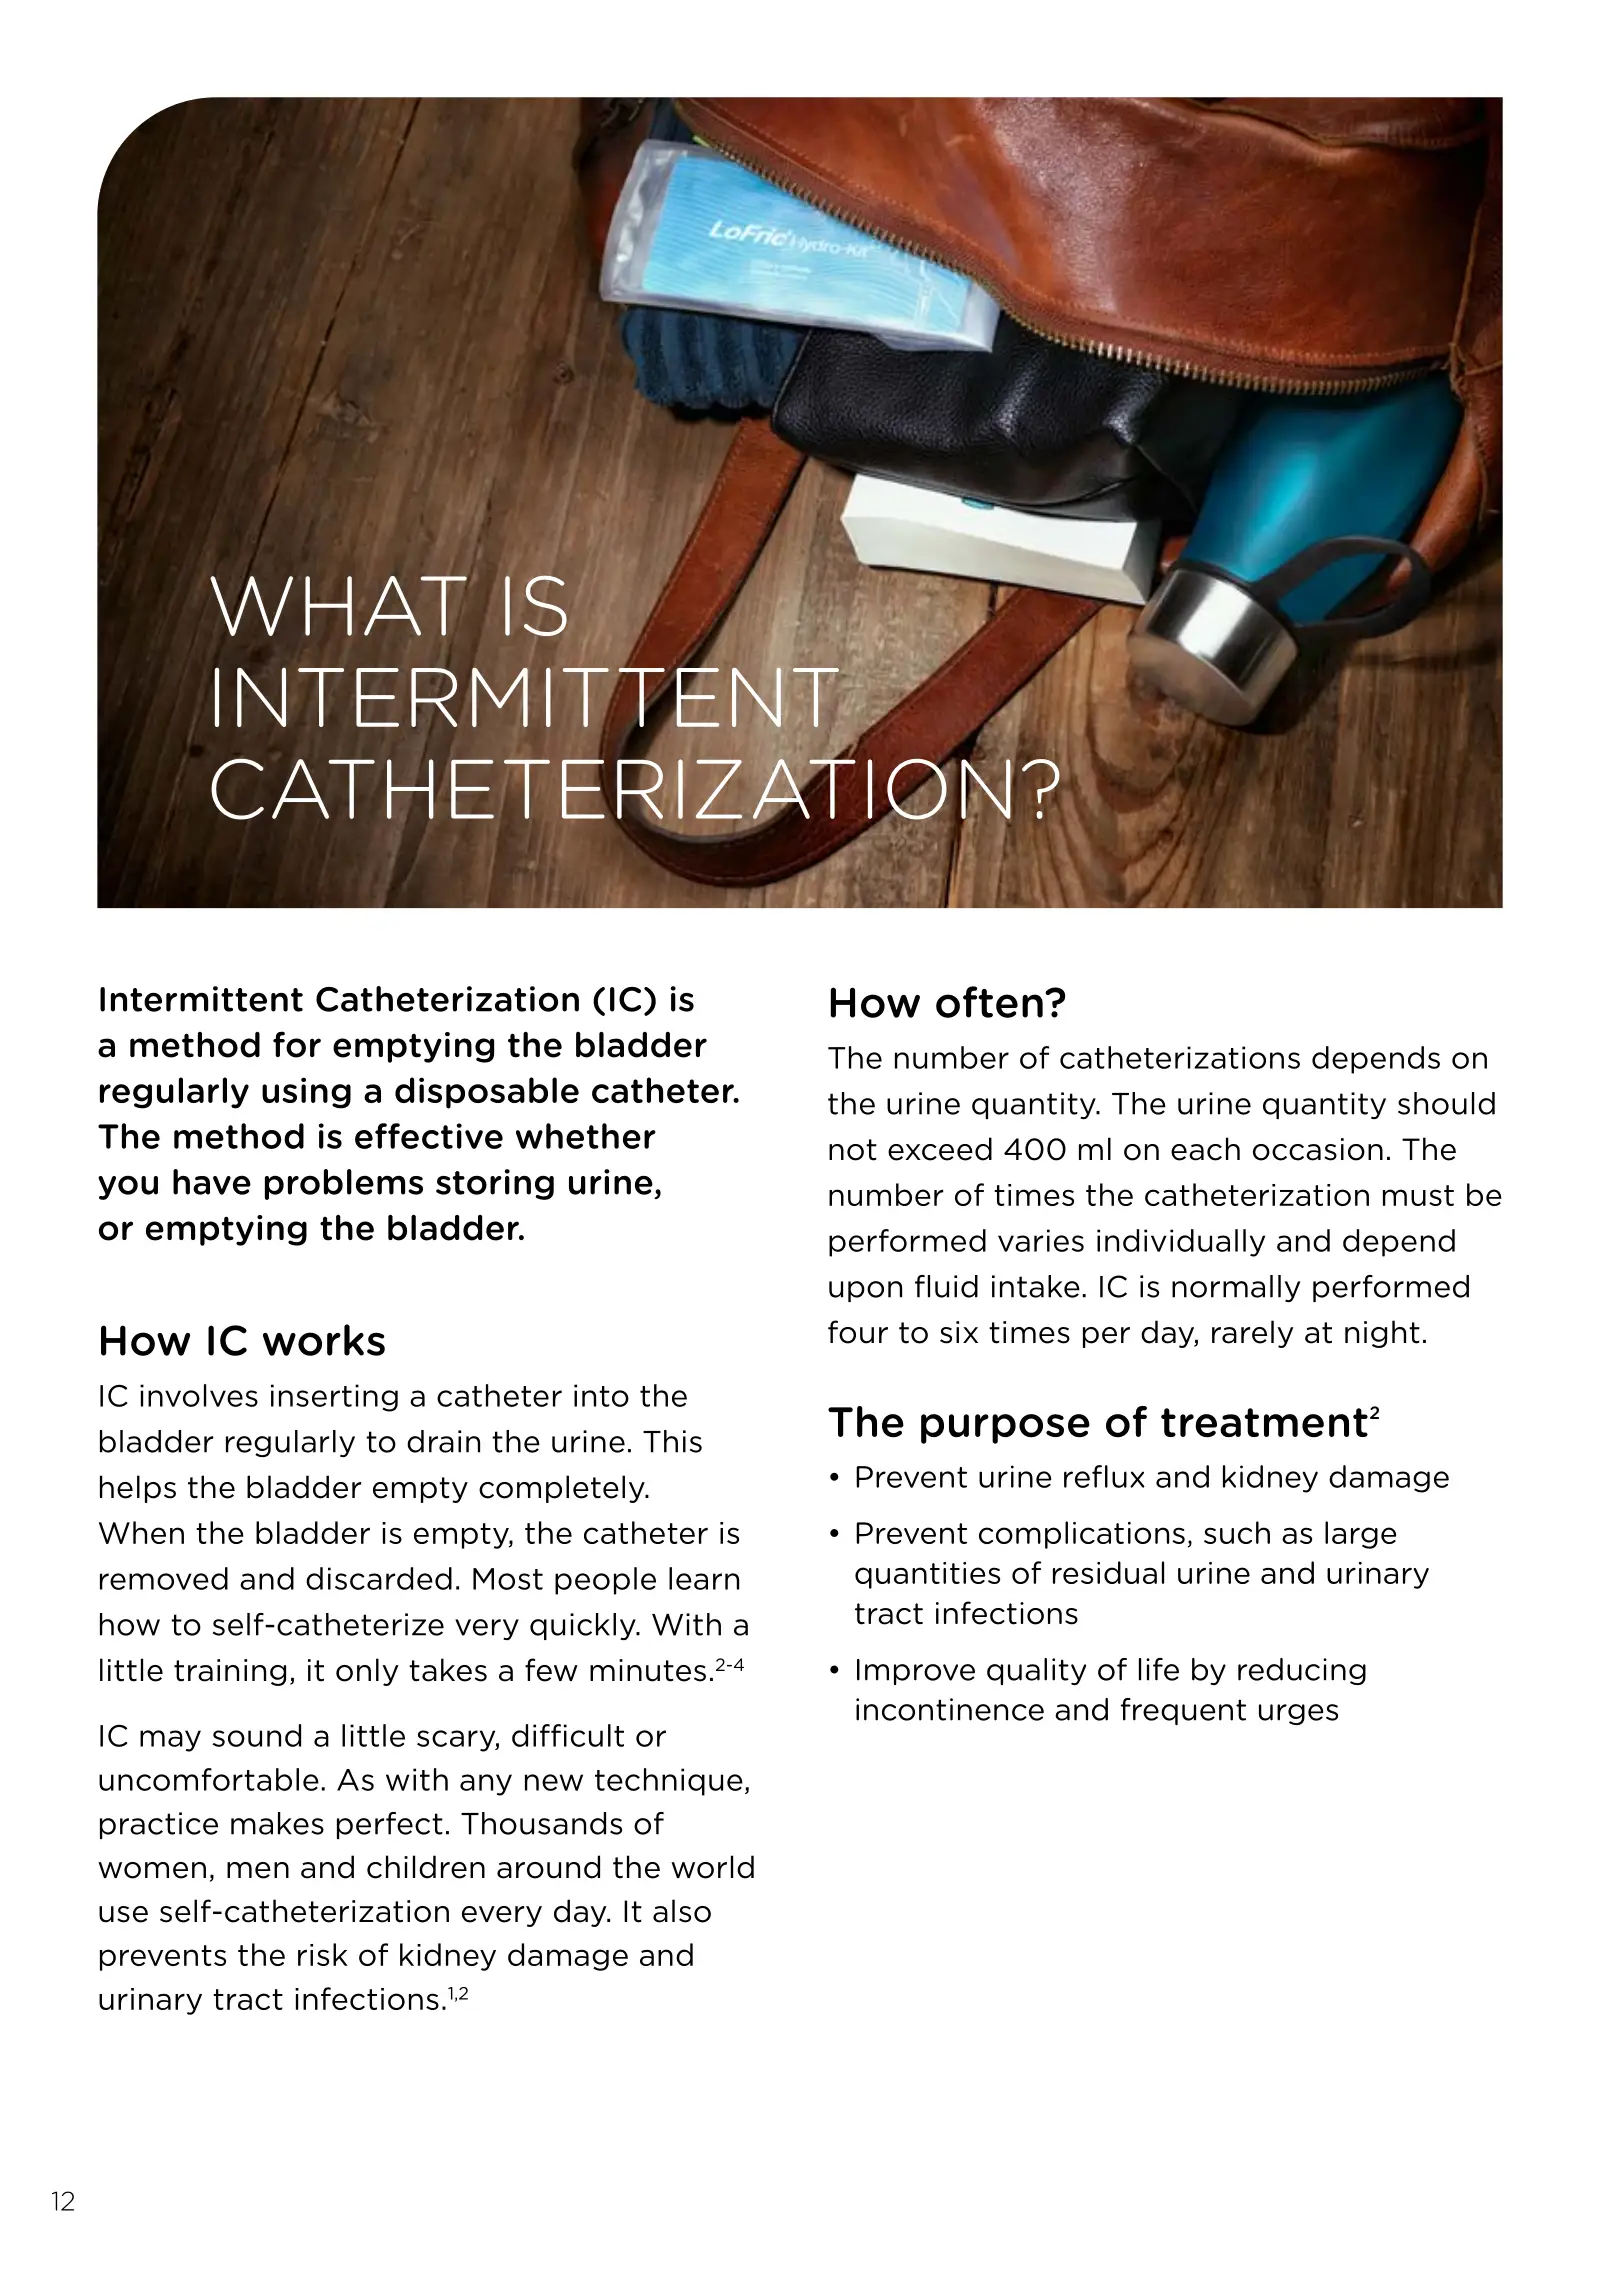 LoFric Hydro-Kit
WHAT IS
INTERMITTENT
CATHETERIZATION?
Intermittent Catheterization (IC) is
a method for emptying the bladder
regularly using a disposable catheter.
The method is effective whether
you have problems storing urine,
or emptying the bladder.
How IC works
IC involves inserting a catheter into the
bladder regularly to drain the urine. This
helps the bladder empty completely.
When the bladder is empty, the catheter is
removed and discarded. Most people learn
how to self-catheterize very quickly. With a
little training, it only takes a few minutes.2-4
IC may sound a little scary, difficult or
uncomfortable. As with any new technique,
practice makes perfect. Thousands of
women, men and children around the world
use self-catheterization every day. It also
prevents the risk of kidney damage and
urinary tract infections.1,2
How often?
The number of catheterizations depends on
the urine quantity. The urine quantity should
not exceed 400 ml on each occasion. The
number of times the catheterization must be
performed varies individually and depend
upon fluid intake. IC is normally performed
four to six times per day, rarely at night.
The purpose of treatment2
• Prevent urine reflux and kidney damage
• Prevent complications, such as large
quantities of residual urine and urinary
tract infections
• Improve quality of life by reducing
incontinence and frequent urges
12